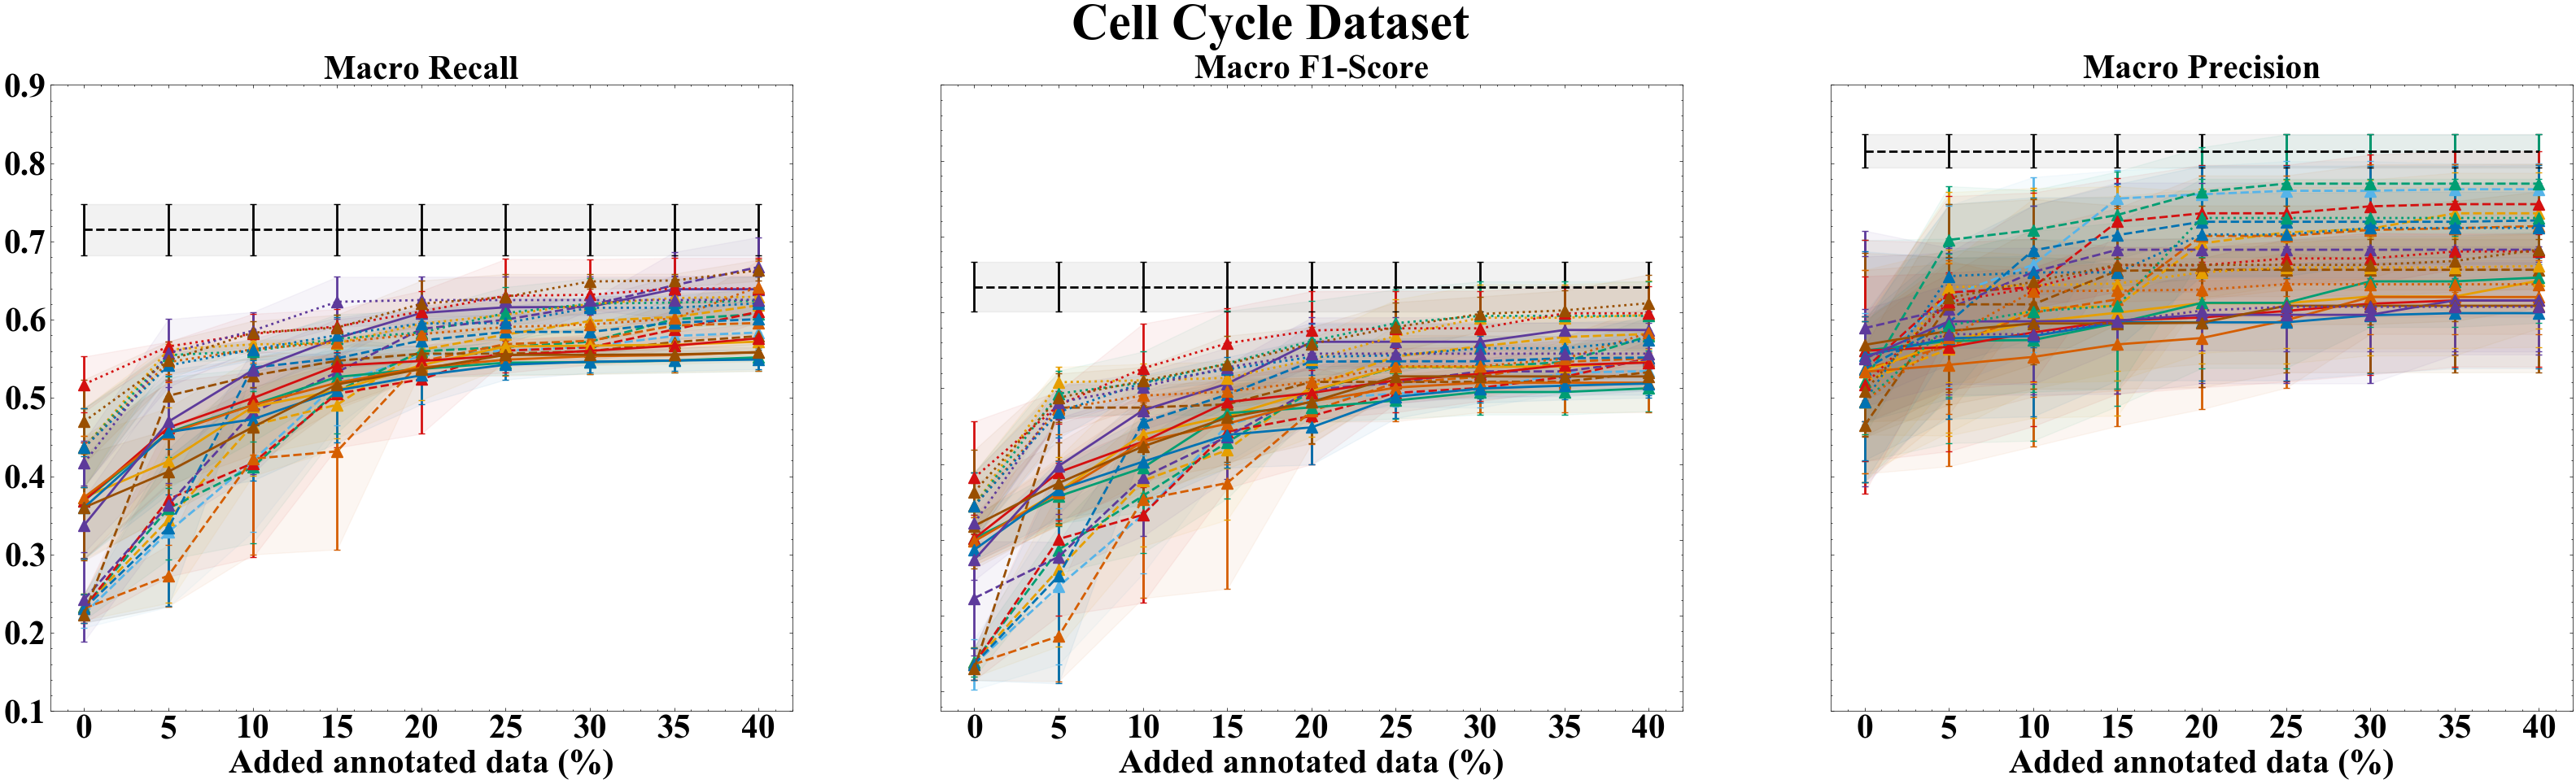 Cell Cycle Dataset
Macro Recall
Macro F1-Score
Macro Precision
0.9
0.8
0.7
0.6
0.5
0.4
0.3
0.2
0.1
0 5 10 15 20 25 30 35 40
0 5 10 15 20 25 30 35 40
0 5 10 15 20 25 30 35 40
Added annotated data (%)
Added annotated data (%)
Added annotated data (%)